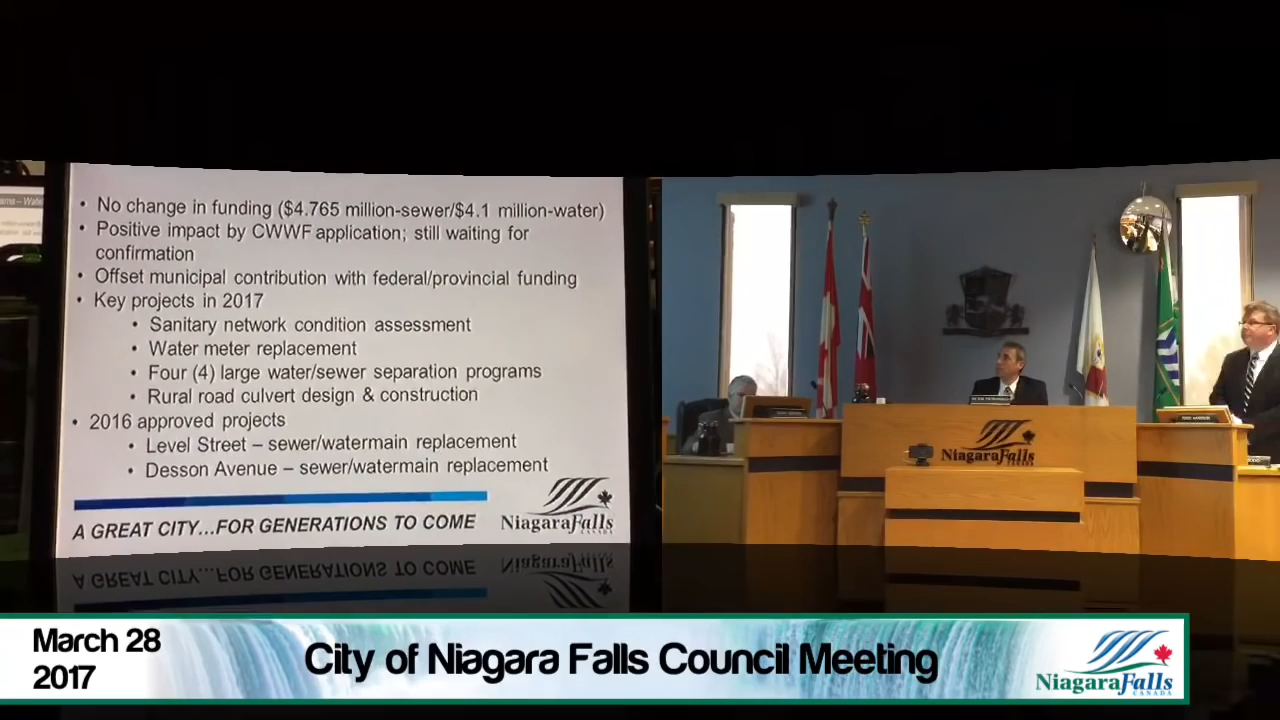 • No change in funding ($4.765 million-sewer/$4.1 million-water)
• Positive impact by CWWF application; still waiting for
confirmation
• Offset municipal contribution with federal/provincial funding
• Key projects in 2017
• Sanitary network condition assessment
• Water meter replacement
• Four (4) large water/sewer separation programs
• Rural road culvert design & construction
• 2016 approved projects
• Level Street – sewer/watermain replacement
• Desson Avenue – sewer/watermain replacement
A GREAT CITY...FOR GENERATIONS TO COME
NiagaraFalls
CANADA
NiagaraFalls
CANADA
March 28
2017
City of Niagara Falls Council Meeting
NiagaraFalls
CANADA